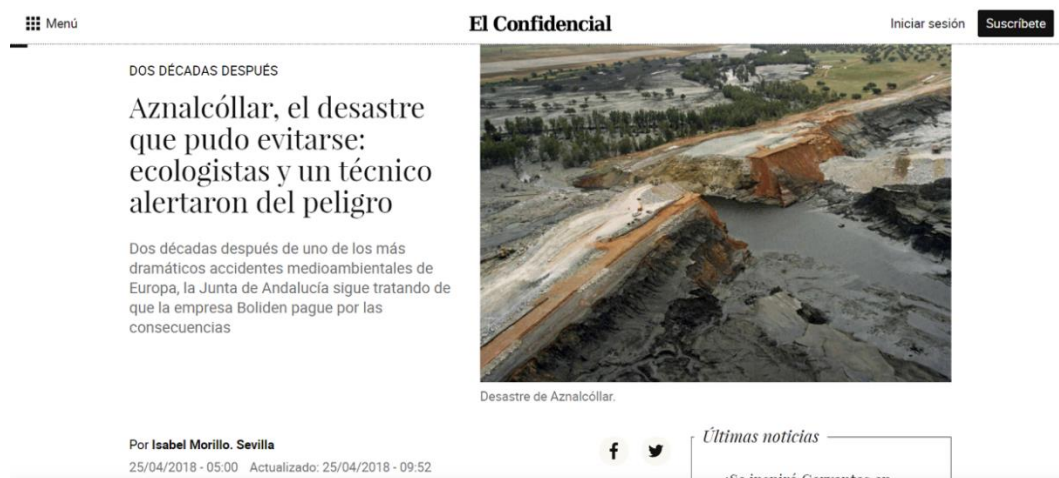 Menú
El Confidencial
Iniciar sesión
Suscríbete
DOS DÉCADAS DESPUÉS
Aznalcóllar, el desastre
que pudo evitarse:
ecologistas y un técnico
alertaron del peligro
Dos décadas después de uno de los más
dramáticos accidentes medioambientales de
Europa, la Junta de Andalucía sigue tratando de
que la empresa Boliden pague por las
consecuencias
Desastre de Aznalcóllar.
Por Isabel Morillo. Sevilla
25/04/2018 - 05:00 Actualizado: 25/04/2018 - 09:52
Últimas noticias